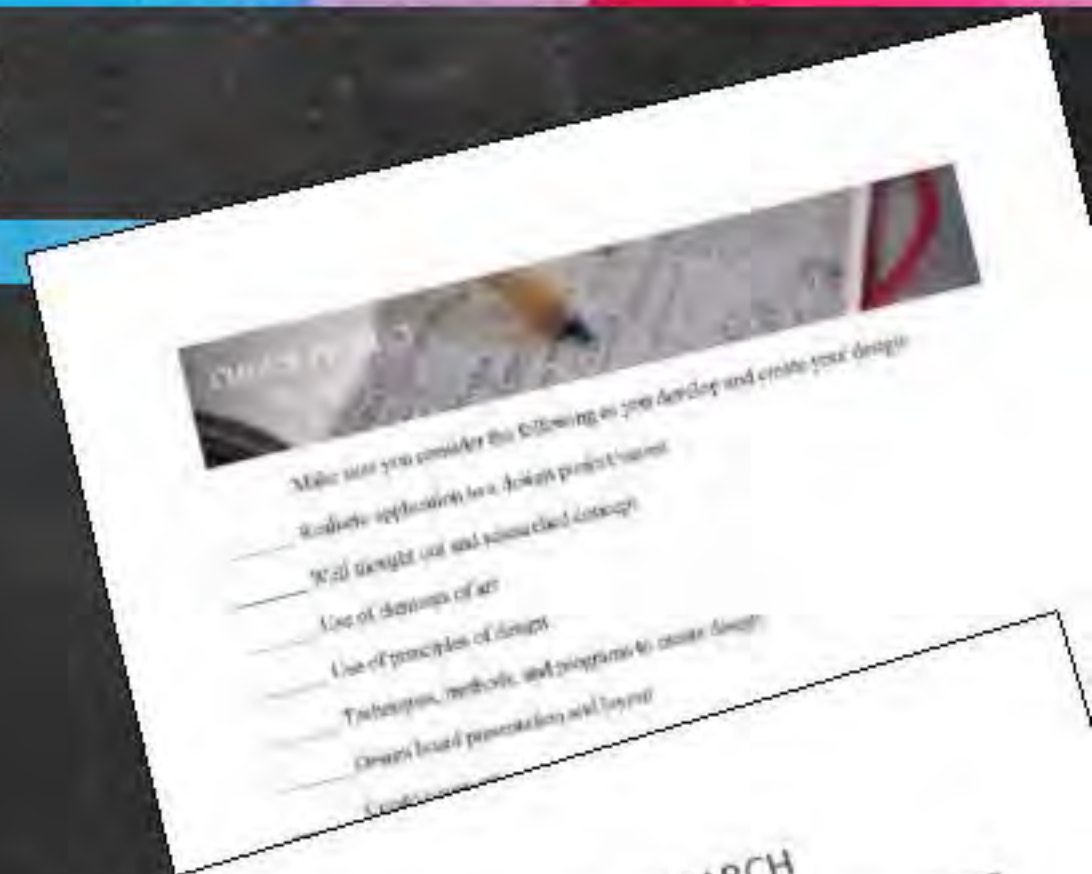 Make sure you consider the following as you develop and create your design:
Realistic application to a design project/
Well thought out and researched concept
Use of elements of art
Use of principles of design
Techniques, methods, and programs to create design
Design board presentation and layout